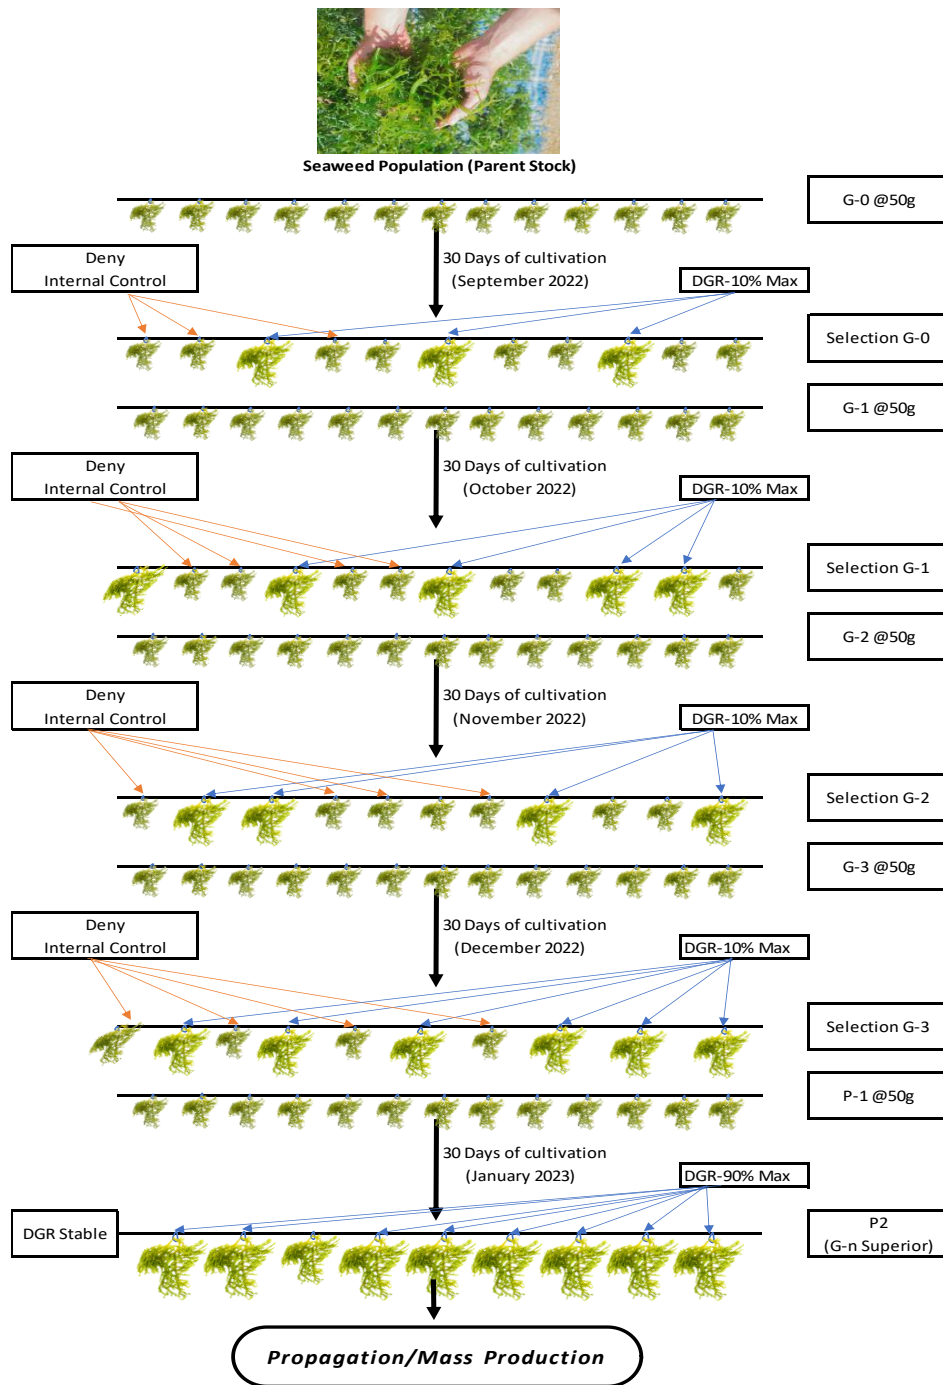 Seaweed Population (Parent Stock)
G-0 @50g
Deny
Internal Control
30 Days of cultivation
(September 2022)
DGR-10% Max
Selection G-0
G-1 @50g
Deny
Internal Control
30 Days of cultivation
(October 2022)
DGR-10% Max
Selection G-1
G-2 @50g
Deny
Internal Control
30 Days of cultivation
(November 2022)
DGR-10% Max
Selection G-2
G-3 @50g
Deny
Internal Control
30 Days of cultivation
(December 2022)
DGR-10% Max
Selection G-3
P-1 @50g
30 Days of cultivation
(January 2023)
DGR-90% Max
DGR Stable
P2
(G-n Superior)
Propagation/Mass Production